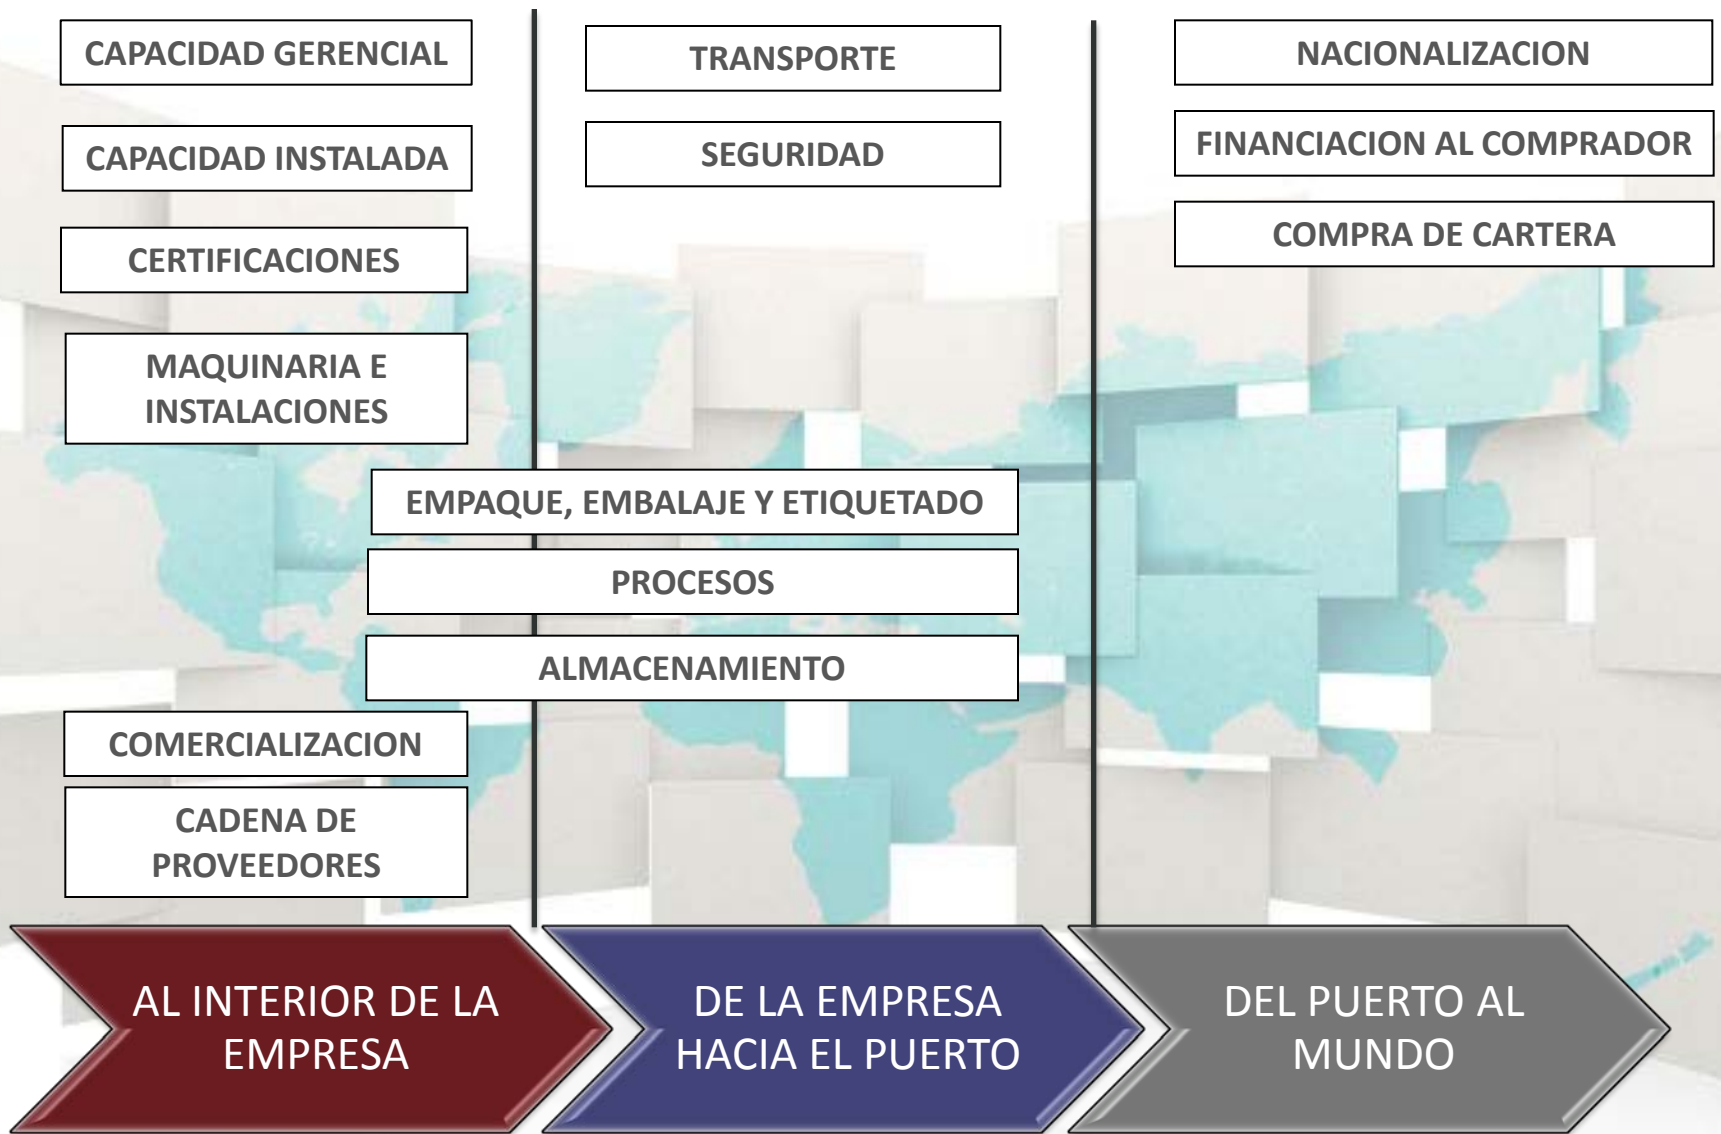 CAPACIDAD GERENCIAL
CAPACIDAD INSTALADA
CERTIFICACIONES
MAQUINARIA E
INSTALACIONES
TRANSPORTE
SEGURIDAD
NACIONALIZACION
FINANCIACION AL COMPRADOR
COMPRA DE CARTERA
EMPAQUE, EMBALAJE Y ETIQUETADO
PROCESOS
ALMACENAMIENTO
COMERCIALIZACION
CADENA DE
PROVEEDORES
AL INTERIOR DE LA
EMPRESA
DE LA EMPRESA
HACIA EL PUERTO
DEL PUERTO AL
MUNDO